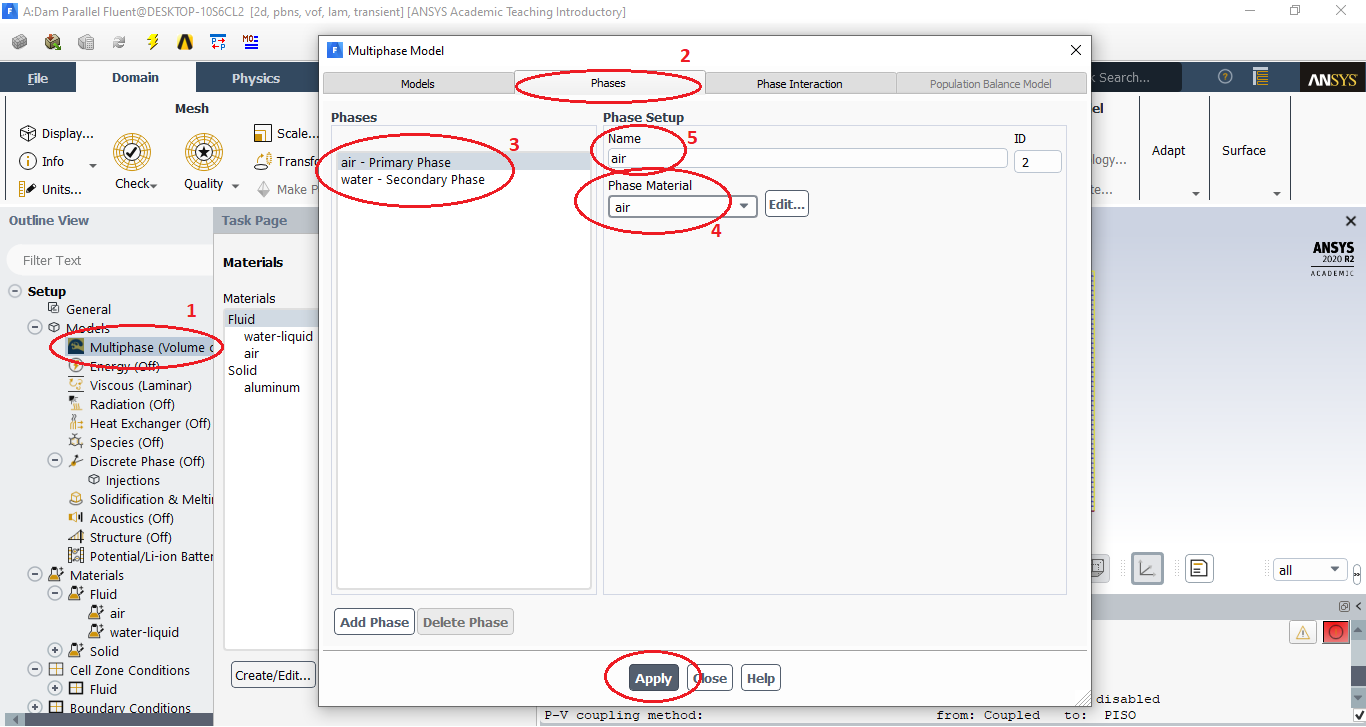 A:Dam Parallel Fluent@DESKTOP-10S6CL2 [2d, pbns, vof, lam, transient] [ANSYS Academic Teaching Introductory]
File
Domain
Physics
Search...
ANSYS
Mesh
Display...
Info
Units...
Check
Quality
Scale...
Transfo
Make P
Adapt
Surface
Outline View
Filter Text
Setup
General
Models
Multiphase (Volume
Energy (Off)
Viscous (Laminar)
Radiation (Off)
Heat Exchanger (Off)
Species (Off)
Discrete Phase (Off)
Injections
Solidification & Melti
Acoustics (Off)
Structure (Off)
Potential/Li-ion Batter
Materials
Fluid
air
water-liquid
Solid
Cell Zone Conditions
Fluid
Boundary Conditions
1
Task Page
Materials
Materials
Fluid
water-liquid
air
Solid
aluminum
Create/Edit...
Multiphase Model
2
Models
Phases
Phase Interaction
Population Balance Model
Phases
air - Primary Phase
water - Secondary Phase
3
Add Phase
Delete Phase
Phase Setup
Name
5
ID
air
2
Phase Material
air
Edit...
4
Apply
Close
Help
ANSYS
2020 R2
ACADEMIC
all
disabled
P-V coupling method: from: Coupled to: PISO